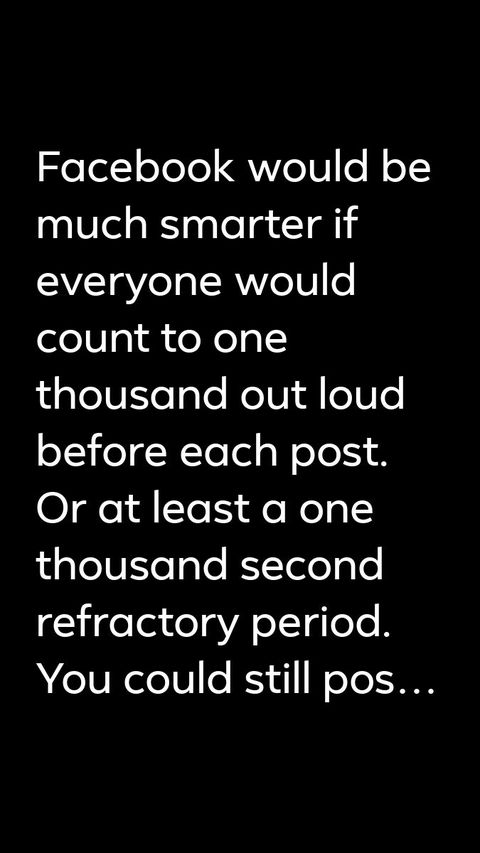 Facebook would be
much smarter if
everyone would
count to one
thousand out loud
before each post.
Or at least a one
thousand second
refractory period.
You could still pos…